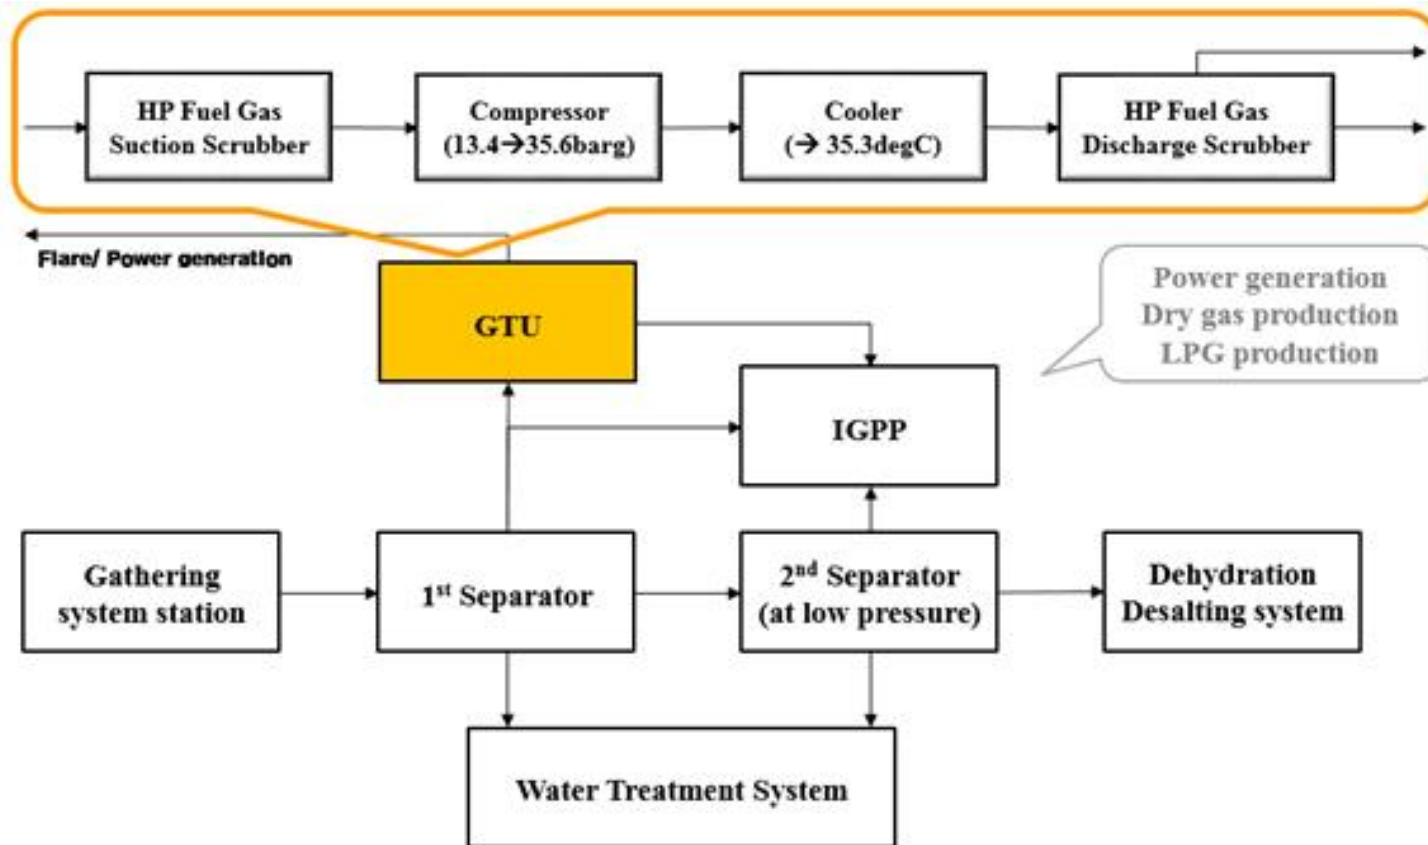 HP Fuel Gas
Suction Scrubber
Compressor
(13.4→35.6barg)
Cooler
(→ 35.3degC)
HP Fuel Gas
Discharge Scrubber
Flare/ Power generation
GTU
Power generation
Dry gas production
LPG production
IGPP
Gathering
system station
1st Separator
2nd Separator
(at low pressure)
Dehydration
Desalting system
Water Treatment System